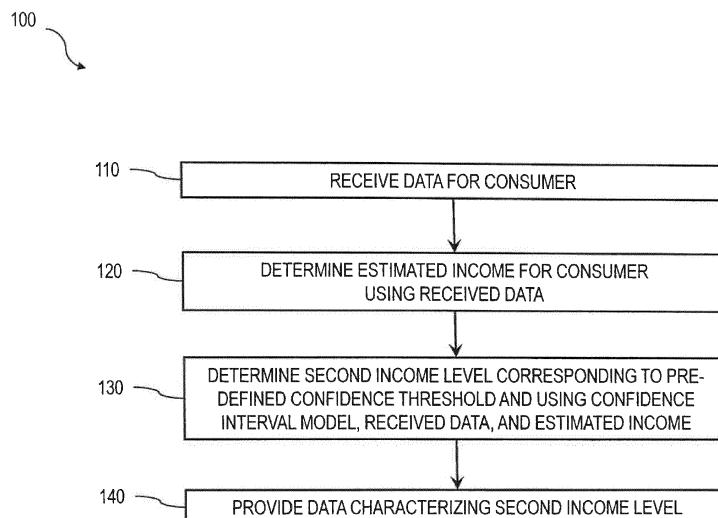 100
110
RECEIVE DATA FOR CONSUMER
120
DETERMINE ESTIMATED INCOME FOR CONSUMER
USING RECEIVED DATA
130
DETERMINE SECOND INCOME LEVEL CORRESPONDING TO PRE-
DEFINED CONFIDENCE THRESHOLD AND USING CONFIDENCE
INTERVAL MODEL, RECEIVED DATA, AND ESTIMATED INCOME
140
PROVIDE DATA CHARACTERIZING SECOND INCOME LEVEL